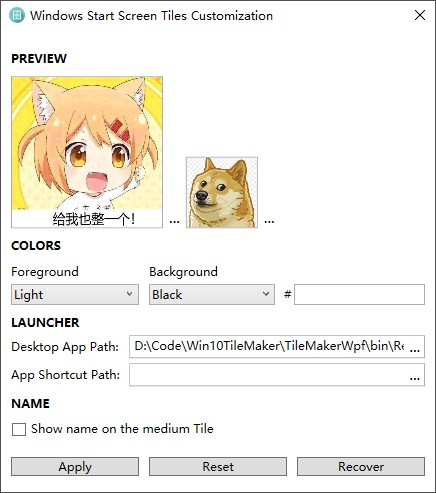 Windows Start Screen Tiles Customization
PREVIEW
给我也整一个!
...
...
COLORS
Foreground
Background
Light
Black
#
LAUNCHER
Desktop App Path:
D:\Code\Win10TileMaker\TileMakerWpf\bin\Re
...
App Shortcut Path:
...
NAME
Show name on the medium Tile
Apply
Reset
Recover